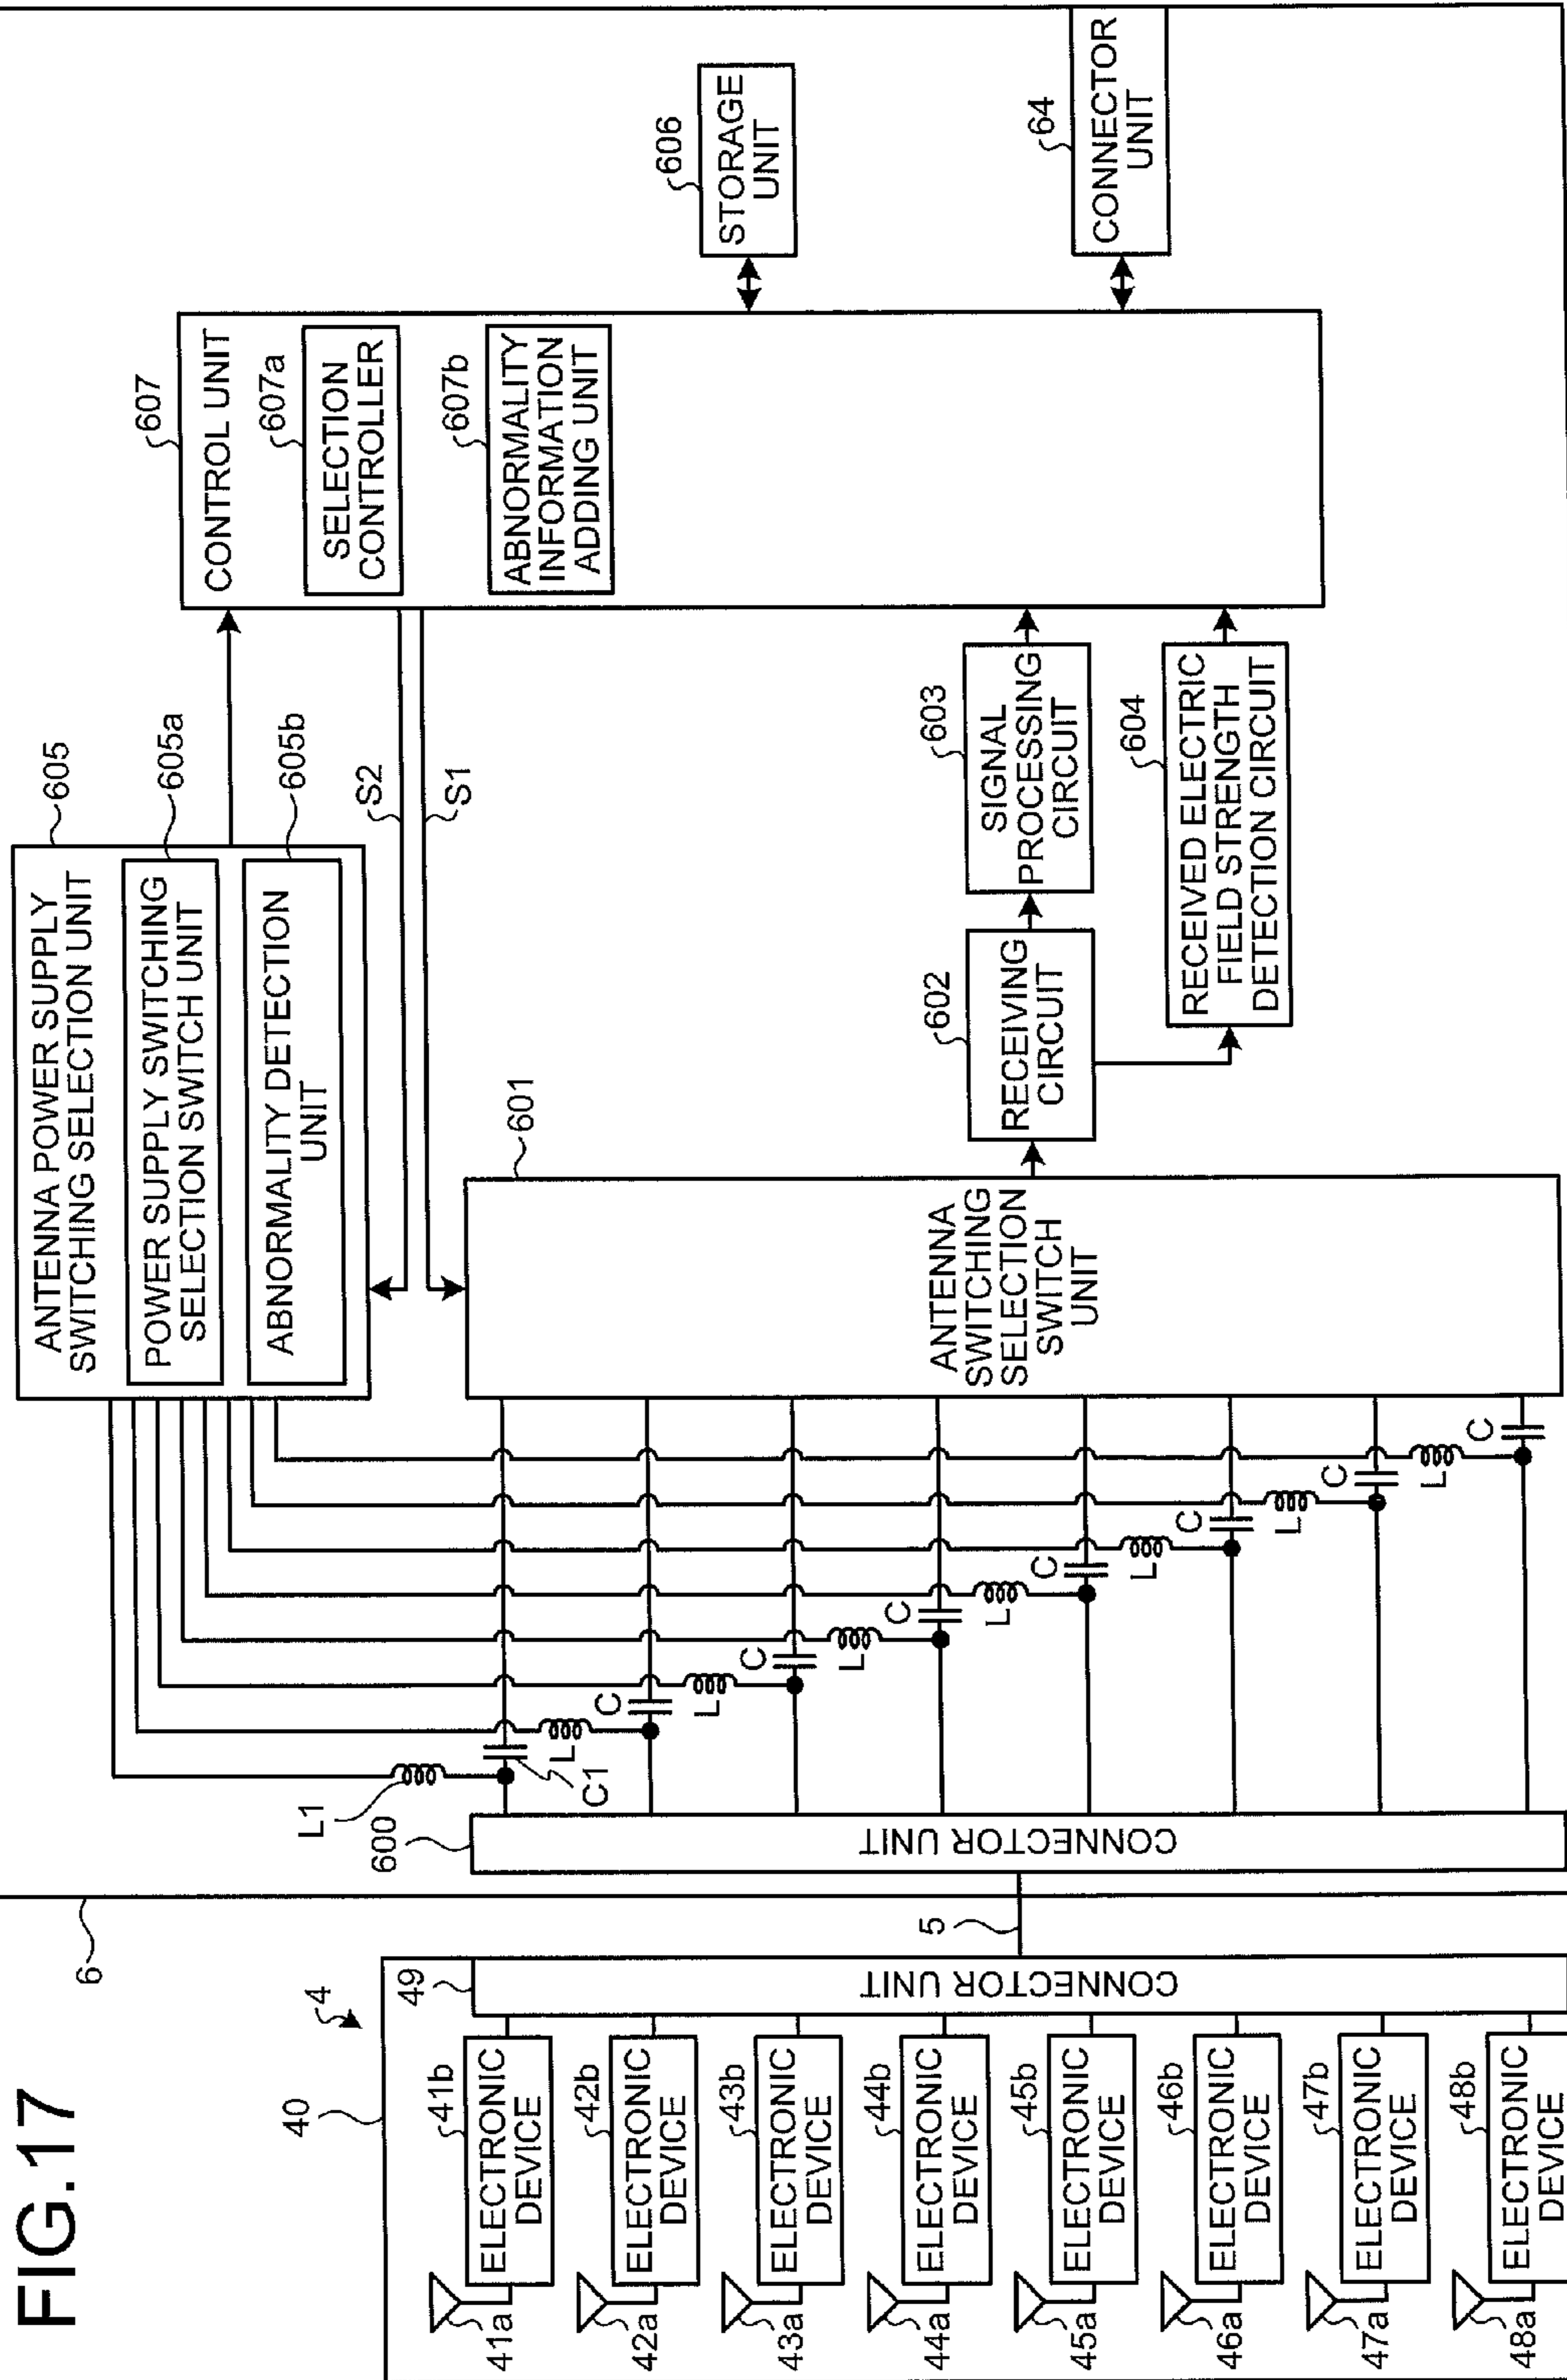 FIG.17
6
4
40
49
5
600
L1
C1
41a
41b
ELECTRONIC
DEVICE
42a
42b
ELECTRONIC
DEVICE
43a
43b
ELECTRONIC
DEVICE
44a
44b
ELECTRONIC
DEVICE
45a
45b
ELECTRONIC
DEVICE
46a
46b
ELECTRONIC
DEVICE
47a
47b
ELECTRONIC
DEVICE
48a
48b
ELECTRONIC
DEVICE
CONNECTOR UNIT
CONNECTOR UNIT
L
C
L
C
L
C
L
C
L
C
L
C
L
C
605
ANTENNA POWER SUPPLY
SWITCHING SELECTION UNIT
605a
POWER SUPPLY SWITCHING
SELECTION SWITCH UNIT
605b
ABNORMALITY DETECTION
UNIT
S2
S1
601
ANTENNA
SWITCHING
SELECTION
SWITCH
UNIT
602
RECEIVING
CIRCUIT
603
SIGNAL
PROCESSING
CIRCUIT
604
RECEIVED ELECTRIC
FIELD STRENGTH
DETECTION CIRCUIT
607
CONTROL UNIT
607a
SELECTION
CONTROLLER
607b
ABNORMALITY
INFORMATION
ADDING UNIT
606
STORAGE
UNIT
64
CONNECTOR
UNIT